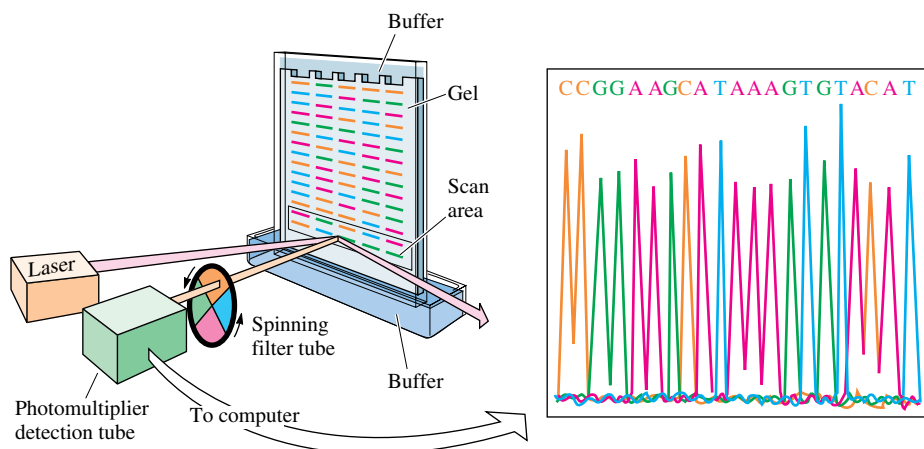 Buffer
Gel
Scan
area
Laser
Spinning
filter tube
Buffer
Photomultiplier
detection tube
To computer
CCGGAAGCATAAAGTGTACAT